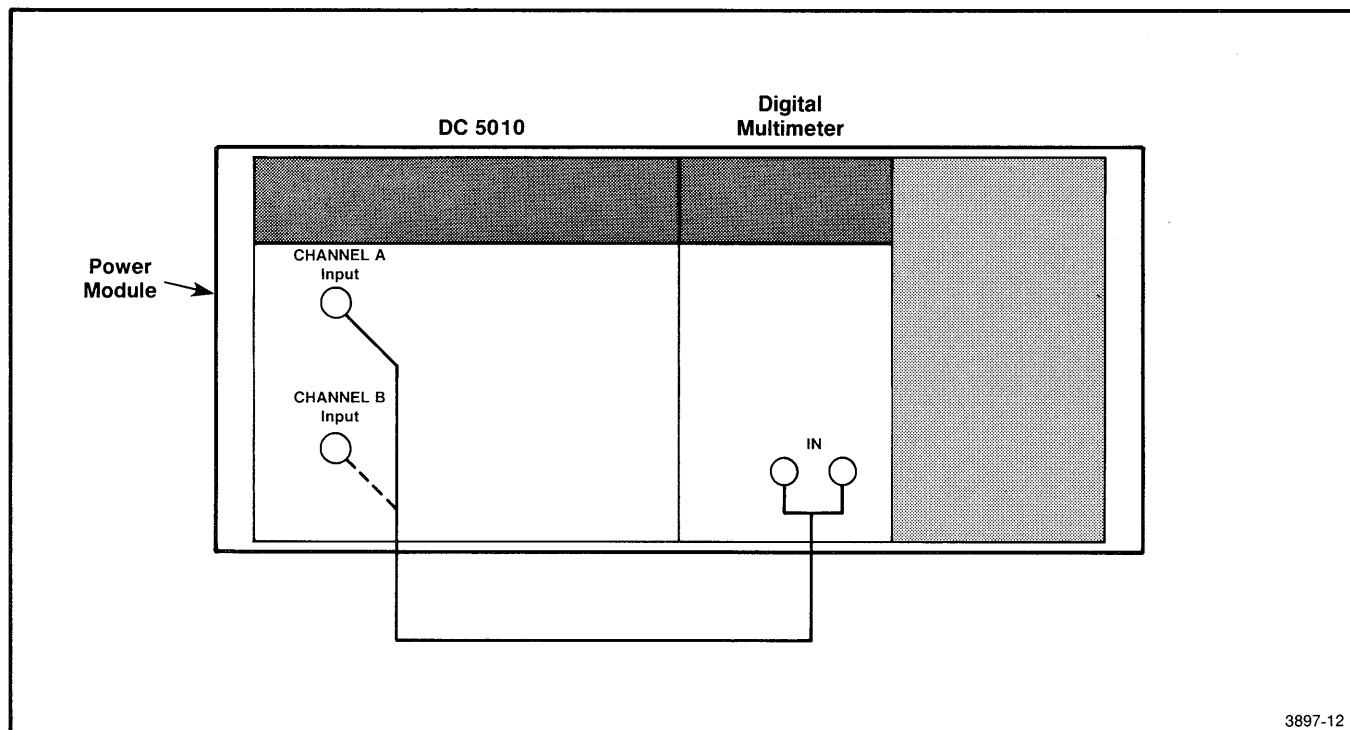 DC 5010
Digital
Multimeter
Power
Module
CHANNEL A
Input
CHANNEL B
Input
IN
3897-12